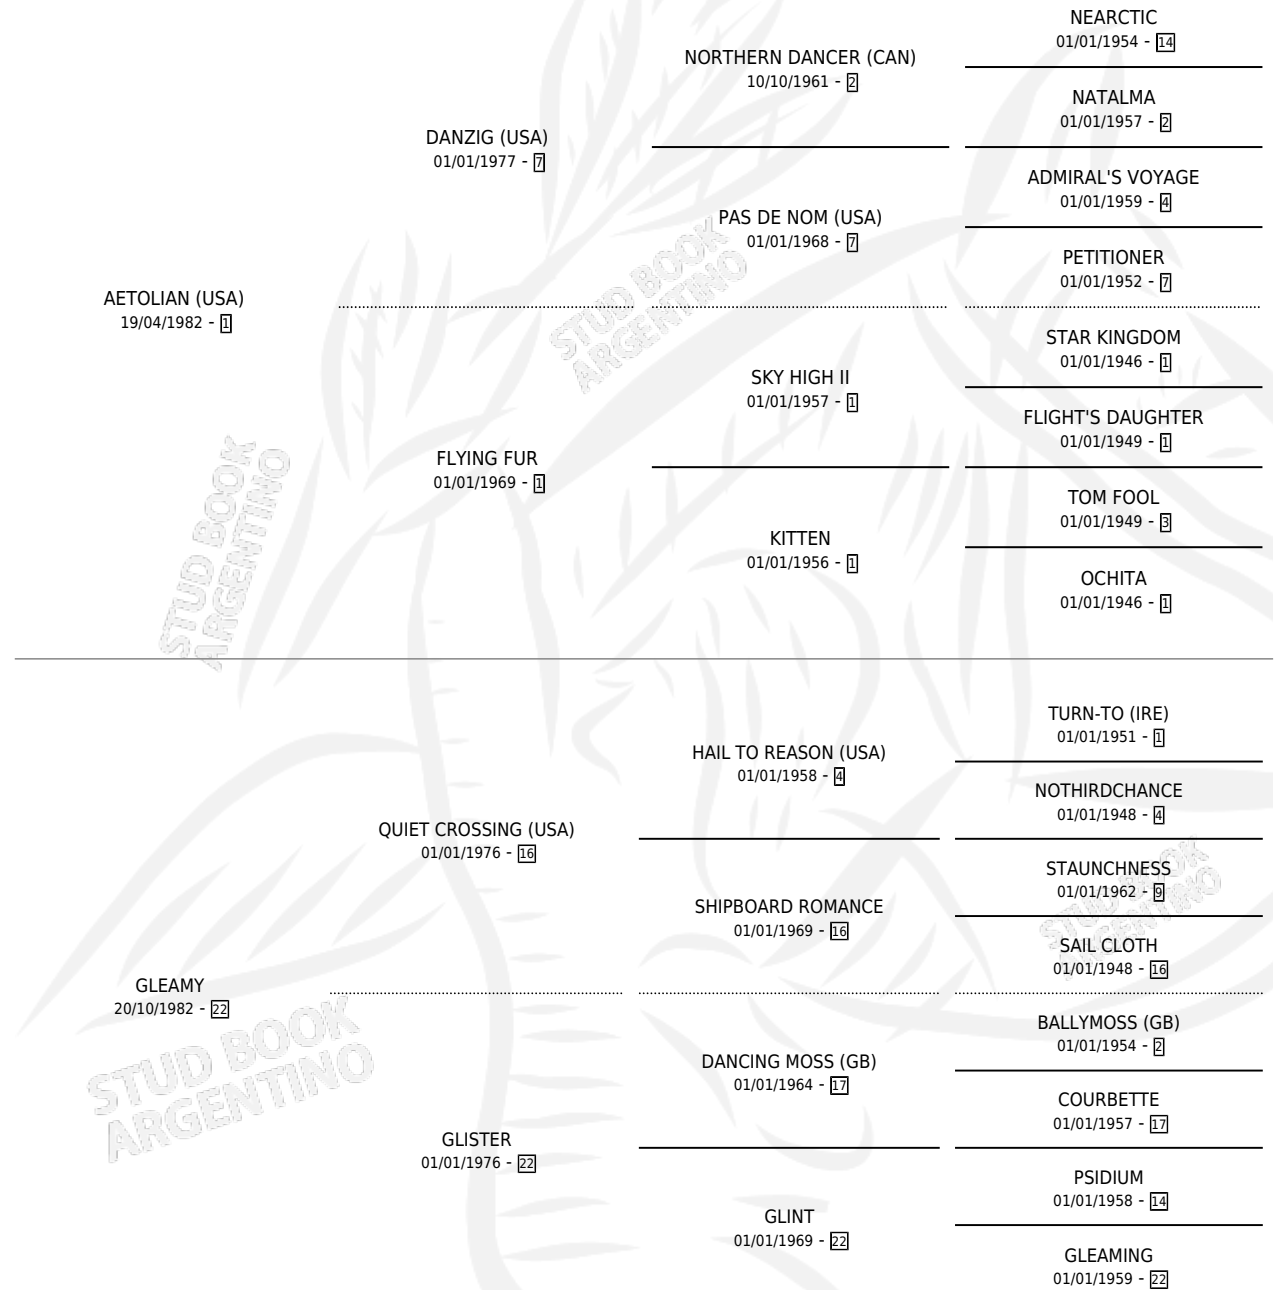 NEARCTIC
01/01/1954 - 14
NORTHERN DANCER (CAN)
10/10/1961 - 2
NATALMA
01/01/1957 - 2
DANZIG (USA)
01/01/1977 - 7
ADMIRAL'S VOYAGE
01/01/1959 - 4
PAS DE NOM (USA)
01/01/1968 - 7
PETITIONER
01/01/1952 - 7
AETOLIAN (USA)
19/04/1982 - 1
STUD BOOK
ARGENTINO
STAR KINGDOM
01/01/1946 - 1
SKY HIGH II
01/01/1957 - 1
FLIGHT'S DAUGHTER
01/01/1949 - 1
FLYING FUR
01/01/1969 - 1
TOM FOOL
01/01/1949 - 3
KITTEN
01/01/1956 - 1
OCHITA
01/01/1946 - 1
STUD BOOK
ARGENTINO
TURN-TO (IRE)
01/01/1951 - 1
HAIL TO REASON (USA)
01/01/1958 - 4
NOTHIRDCHANCE
01/01/1948 - 4
QUIET CROSSING (USA)
01/01/1976 - 16
STAUNCHNESS
01/01/1962 - 9
SHIPBOARD ROMANCE
01/01/1969 - 16
STUD BOOK
ARGENTINO
SAIL CLOTH
01/01/1948 - 16
GLEAMY
20/10/1982 - 22
BALLYMOSS (GB)
01/01/1954 - 2
DANCING MOSS (GB)
01/01/1964 - 17
STUD BOOK
ARGENTINO
COURBETTE
01/01/1957 - 17
GLISTER
01/01/1976 - 22
PSIDIUM
01/01/1958 - 14
GLINT
01/01/1969 - 22
GLEAMING
01/01/1959 - 22